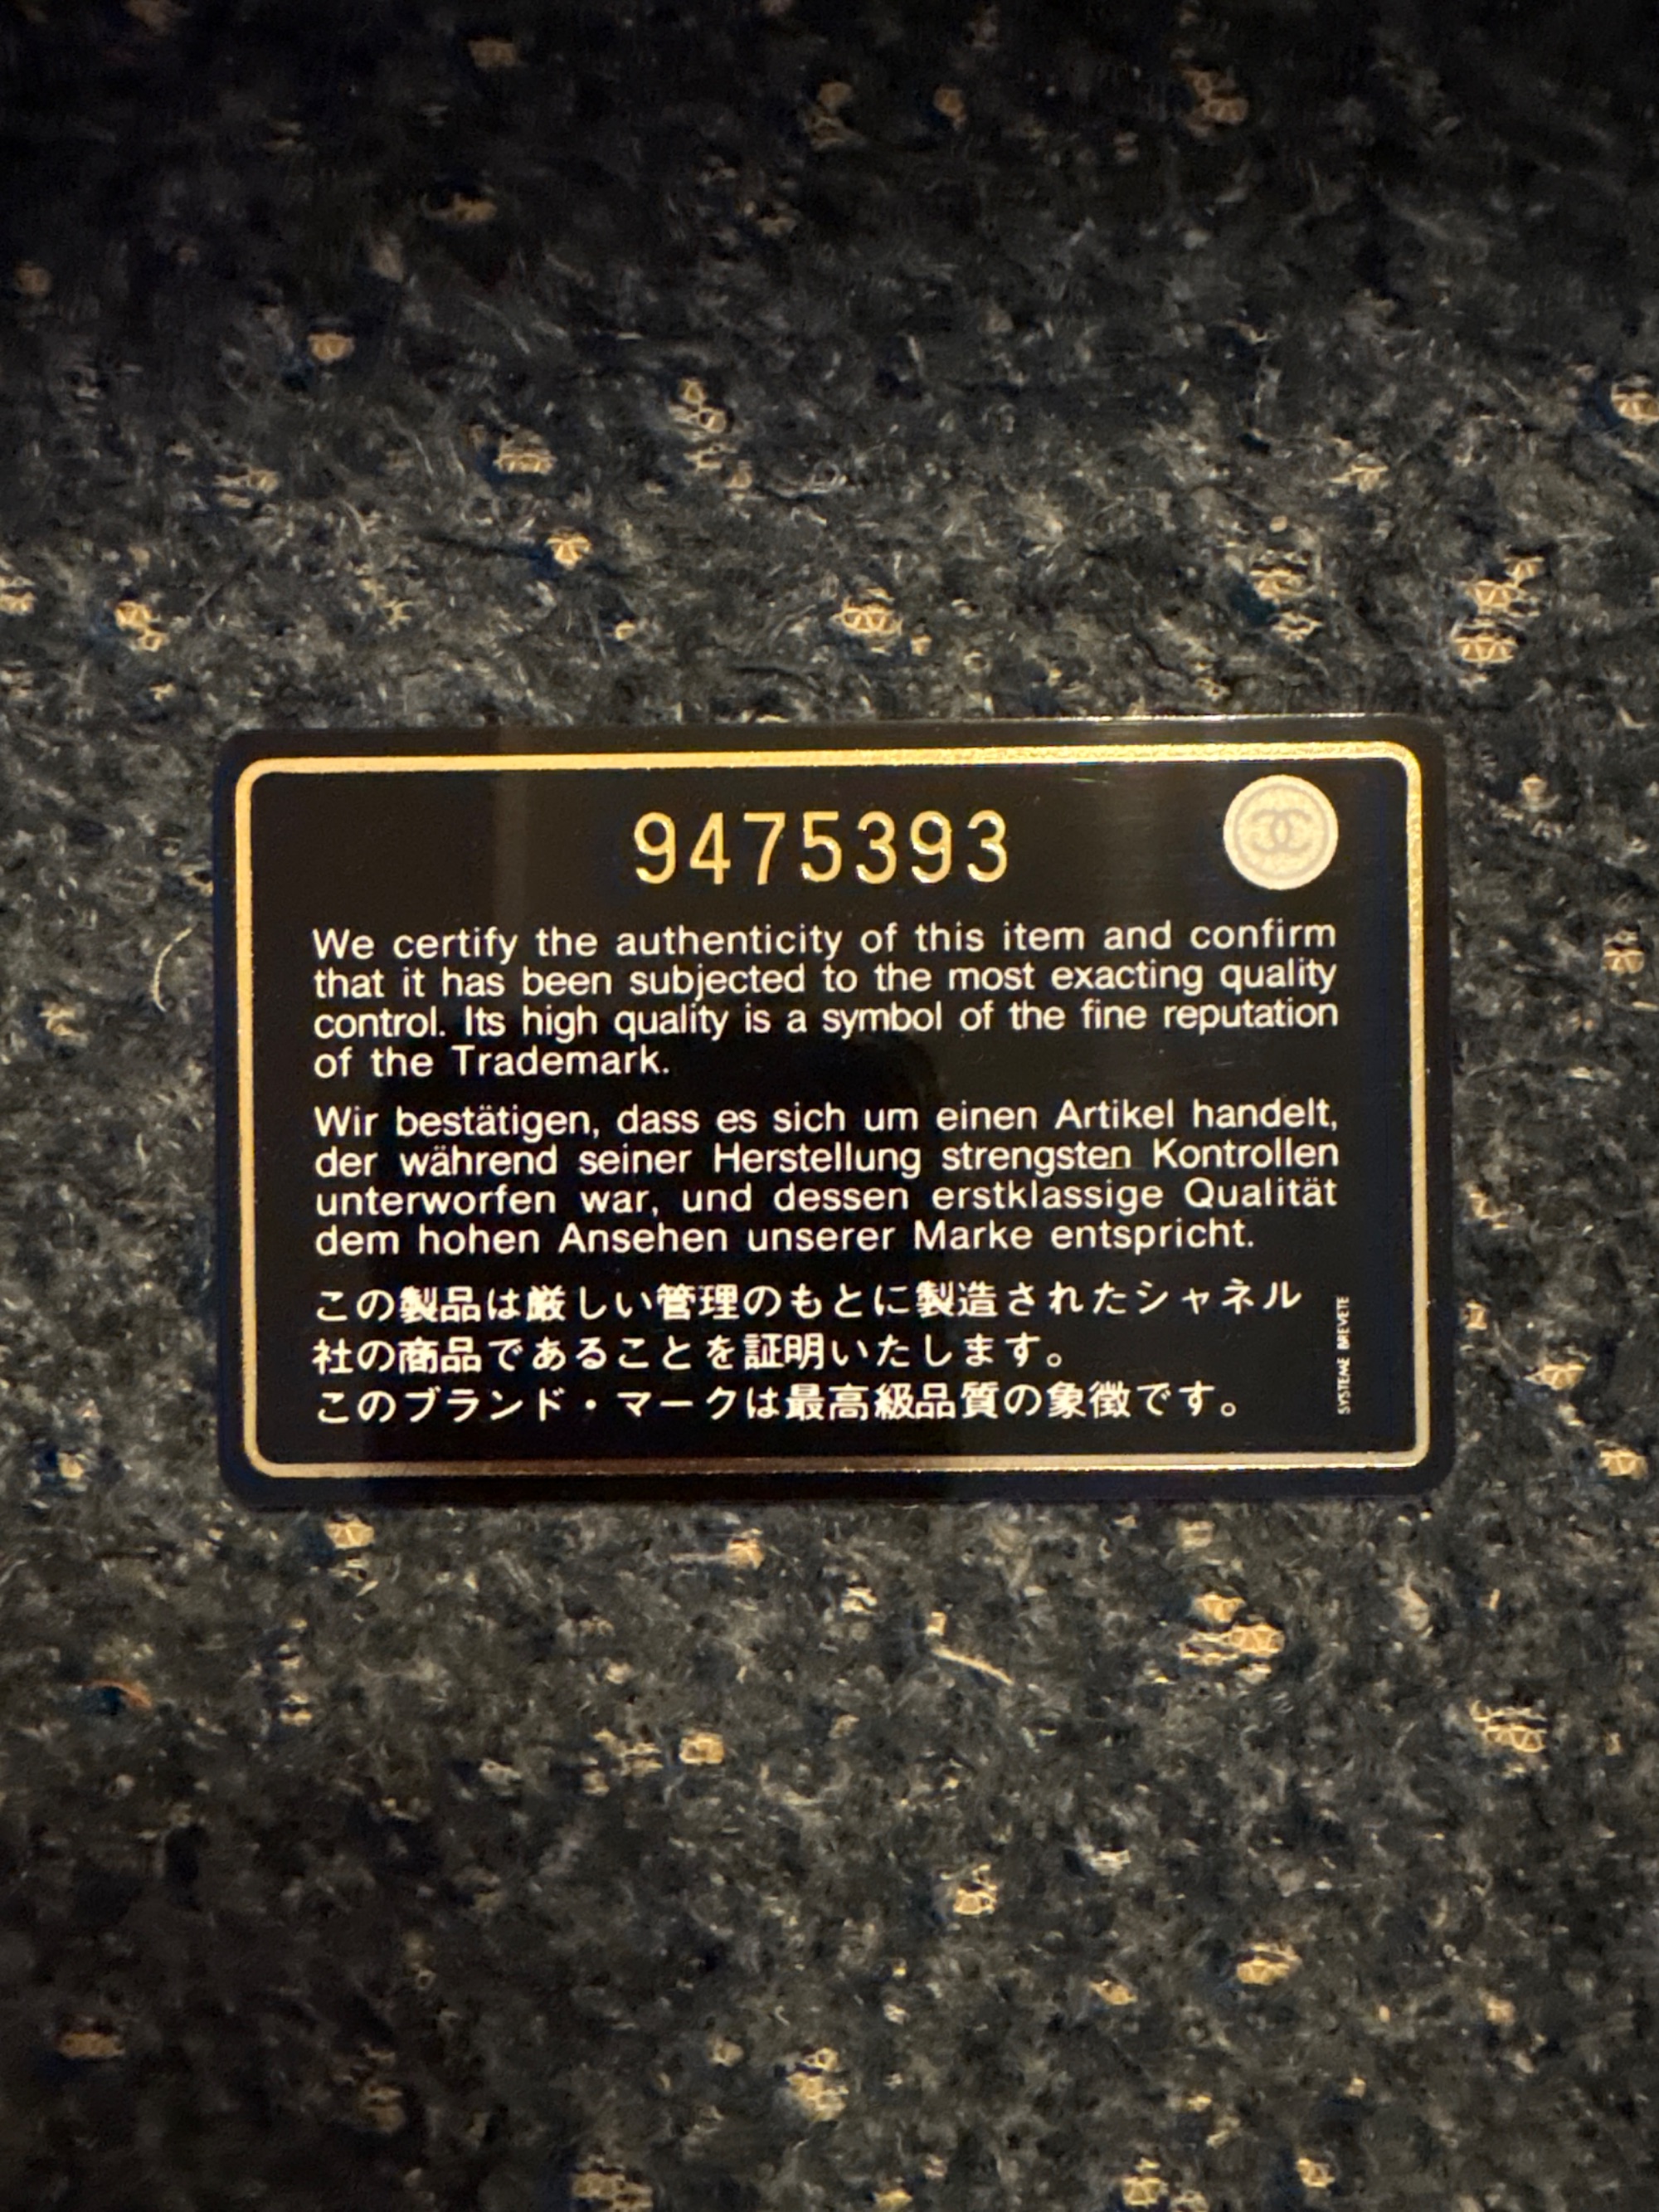 9475393
We certify the authenticity of this item and confirm
that it has been subjected to the most exacting quality
control. Its high quality is a symbol of the fine reputation
of the Trademark.
Wir bestätigen, dass es sich um einen Artikel handelt,
der während seiner Herstellung strengsten Kontrollen
unterworfen war, und dessen erstklassige Qualität
dem hohen Ansehen unserer Marke entspricht.
この製品は厳しい管理のもとに製造されたシャネル
社の商品であることを証明いたします。
このブランド・マークは最高級品質の象徴です。
SYSTEME BREVETE